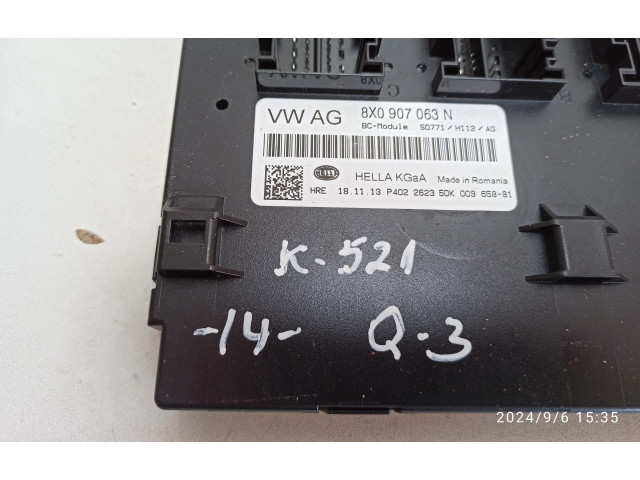 VW AG 8X0 907 063 N
BC-Module S0771/H112/AG
HELLA KGaA Made in Romania
HELLA
HRE 18.11.13 P402 2623 5DK 009 658-81
K-521
-14- Q-3
2024/9/6 15:35